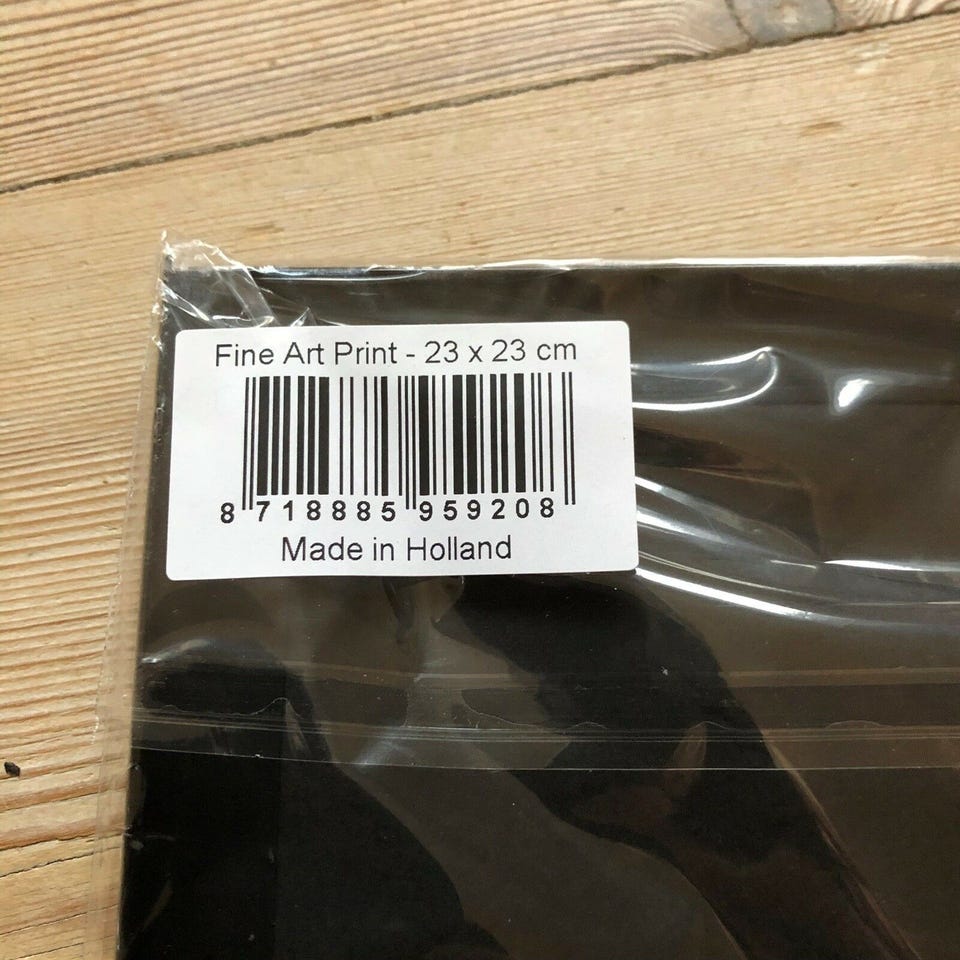 Fine Art Print - 23 x 23 cm
8 718885 959208
Made in Holland